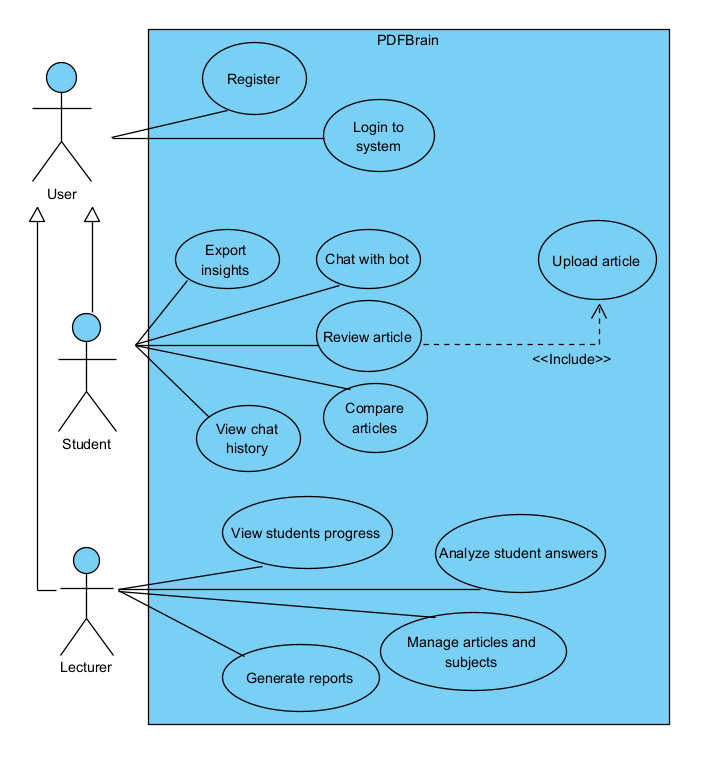 PDFBrain
Register
Login to
system
User
Export
insights
Chat with bot
Upload article
Review article
<<Include>>
Compare
articles
View chat
history
Student
View students progress
Analyze student answers
Manage articles and
subjects
Generate reports
Lecturer